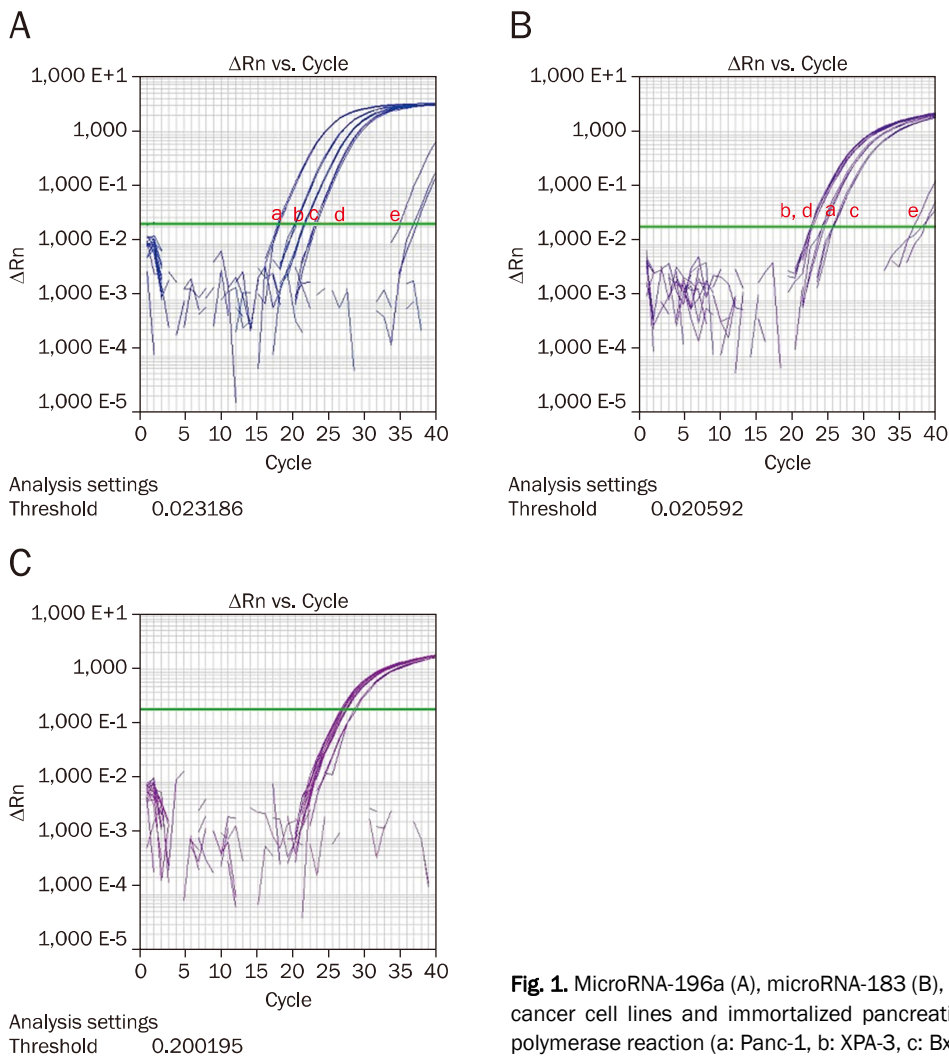 A
ΔRn vs. Cycle
1,000 E+1
1,000
1,000 E-1
1,000 E-2
1,000 E-3
1,000 E-4
1,000 E-5
ΔRn
a b c d e
0 5 10 15 20 25 30 35 40
Cycle
Analysis settings
Threshold 0.023186
B
ΔRn vs. Cycle
1,000 E+1
1,000
1,000 E-1
1,000 E-2
1,000 E-3
1,000 E-4
1,000 E-5
ΔRn
b, d a c e
0 5 10 15 20 25 30 35 40
Cycle
Analysis settings
Threshold 0.020592
C
ΔRn vs. Cycle
1,000 E+1
1,000
1,000 E-1
1,000 E-2
1,000 E-3
1,000 E-4
1,000 E-5
ΔRn
0 5 10 15 20 25 30 35 40
Cycle
Analysis settings
Threshold 0.200195
Fig. 1. MicroRNA-196a (A), microRNA-183 (B),
cancer cell lines and immortalized pancreati
polymerase reaction (a: Panc-1, b: XPA-3, c: Bx